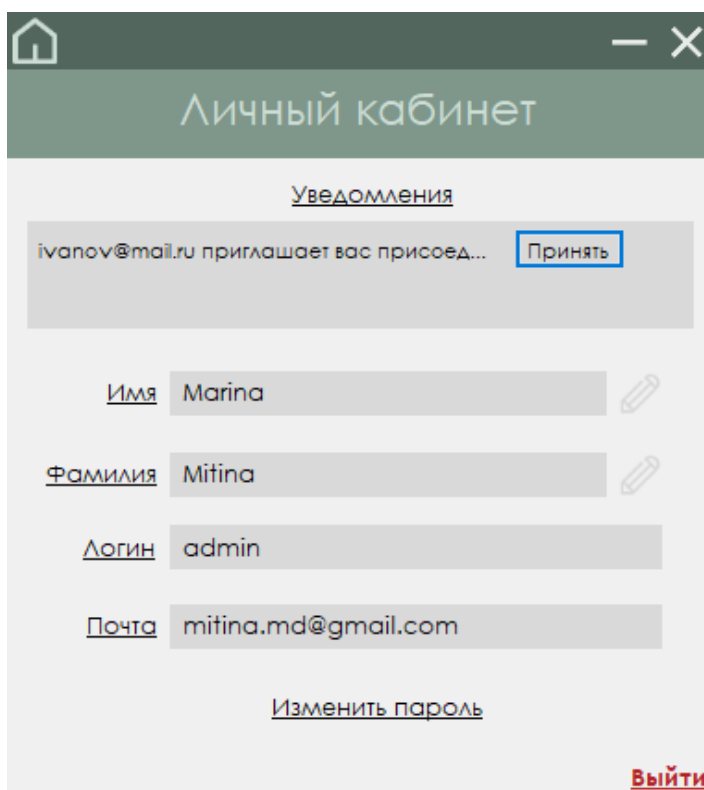 Личный кабинет
Уведомления
ivanov@mail.ru приглашает вас присоед... Принять
Имя Marina
Фамилия Mitina
Логин admin
Почта mitina.md@gmail.com
Изменить пароль
Выйти